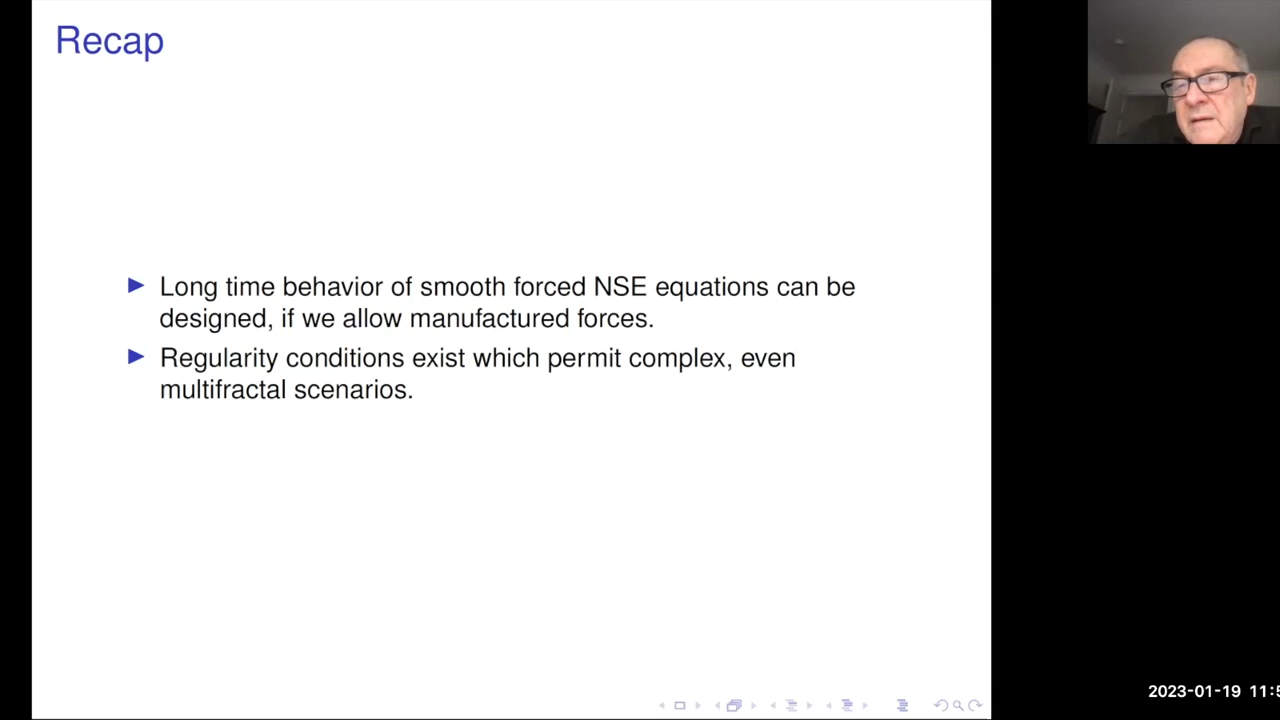 Recap
Long time behavior of smooth forced NSE equations can be
designed, if we allow manufactured forces.
Regularity conditions exist which permit complex, even
multifractal scenarios.
2023-01-19 11:5